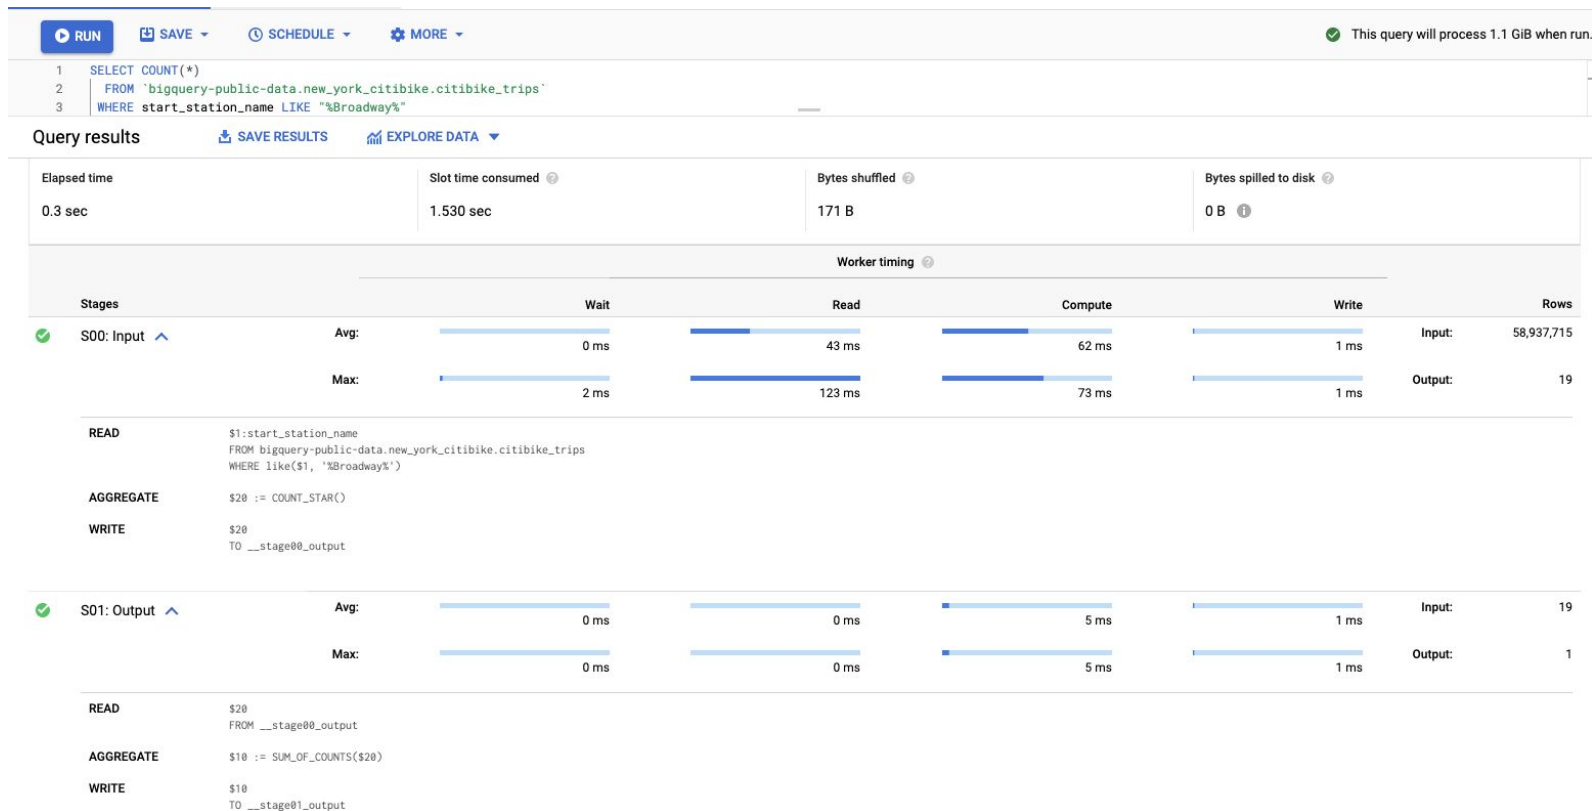 RUN SAVE SCHEDULE MORE This query will process 1.1 GiB when run.
1 SELECT COUNT(*)
2 FROM `bigquery-public-data.new_york_citibike.citibike_trips`
3 WHERE start_station_name LIKE "%Broadway%"
Query results SAVE RESULTS EXPLORE DATA
Elapsed time Slot time consumed Bytes shuffled Bytes spilled to disk
0.3 sec 1.530 sec 171 B 0 B
Worker timing
Stages Wait Read Compute Write Rows
S00: Input Avg: 0 ms 43 ms 62 ms 1 ms Input: 58,937,715
Max: 2 ms 123 ms 73 ms 1 ms Output: 19
READ $1:start_station_name
FROM bigquery-public-data.new_york_citibike.citibike_trips
WHERE like($1, '%Broadway%')
AGGREGATE $20 := COUNT_STAR()
WRITE $20
TO __stage00_output
S01: Output Avg: 0 ms 0 ms 5 ms 1 ms Input: 19
Max: 0 ms 0 ms 5 ms 1 ms Output: 1
READ $20
FROM __stage00_output
AGGREGATE $10 := SUM_OF_COUNTS($20)
WRITE $10
TO __stage01_output